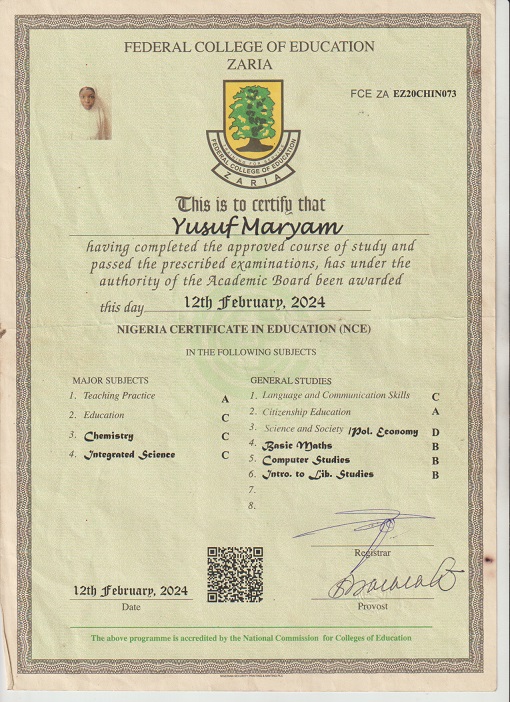 FEDERAL COLLEGE OF EDUCATION
ZARIA
FCE ZA EZ20CHIN073
TRAINING FOR SERVICE
FEDERAL COLLEGE OF EDUCATION
ZARIA
This is to certify that
Yusuf Maryam
having completed the approved course of study and
passed the prescribed examinations, has under the
authority of the Academic Board been awarded
this day 12th February, 2024
NIGERIA CERTIFICATE IN EDUCATION (NCE)
IN THE FOLLOWING SUBJECTS
MAJOR SUBJECTS
1. Teaching Practice A
2. Education C
3. Chemistry C
4. Integrated Science C
GENERAL STUDIES
1. Language and Communication Skills C
2. Citizenship Education A
3. Science and Society /Pol. Economy D
4. Basic Maths B
5. Computer Studies B
6. Intro. to Lib. Studies B
7.
8.
Registrar
12th February, 2024
Date
Provost
The above programme is accredited by the National Commission for Colleges of Education